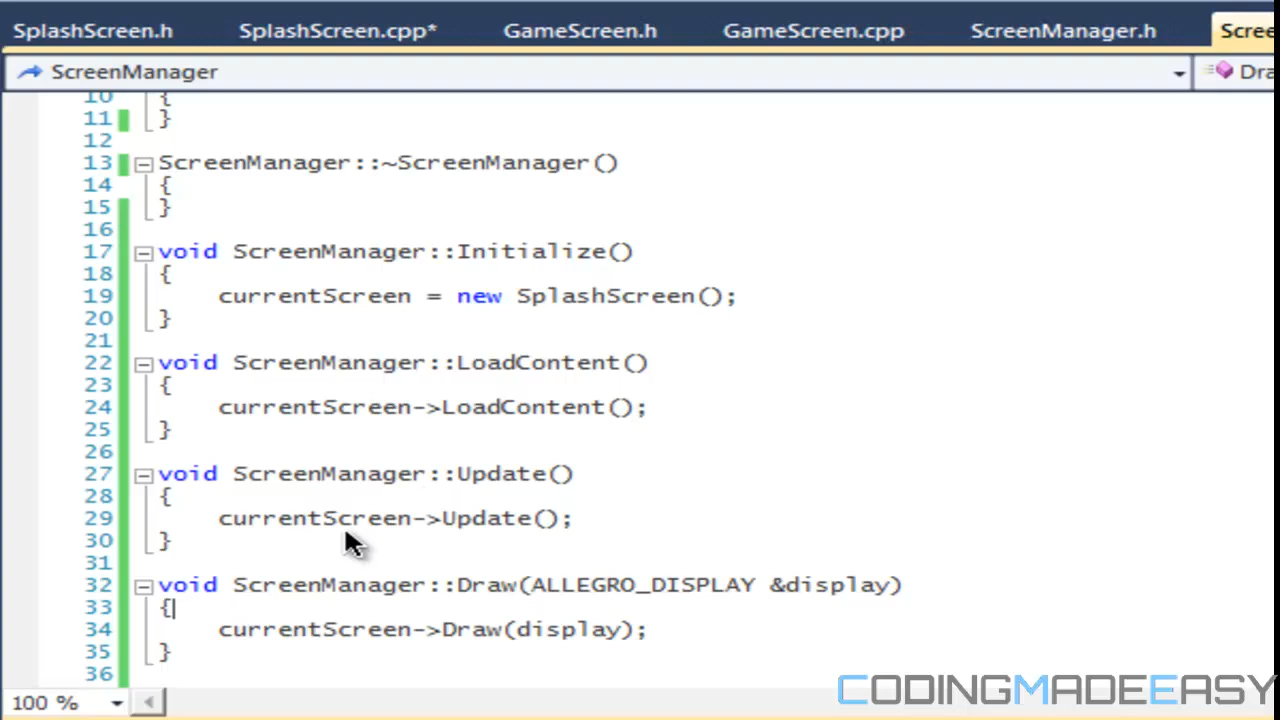 SplashScreen.h SplashScreen.cpp* GameScreen.h GameScreen.cpp ScreenManager.h Scree
ScreenManager Dra
10 {
11 }
12
13 ScreenManager::~ScreenManager()
14 {
15 }
16
17 void ScreenManager::Initialize()
18 {
19 currentScreen = new SplashScreen();
20 }
21
22 void ScreenManager::LoadContent()
23 {
24 currentScreen->LoadContent();
25 }
26
27 void ScreenManager::Update()
28 {
29 currentScreen->Update();
30 }
31
32 void ScreenManager::Draw(ALLEGRO_DISPLAY &display)
33 {
34 currentScreen->Draw(display);
35 }
36
100 %
CODINGMADEEASY